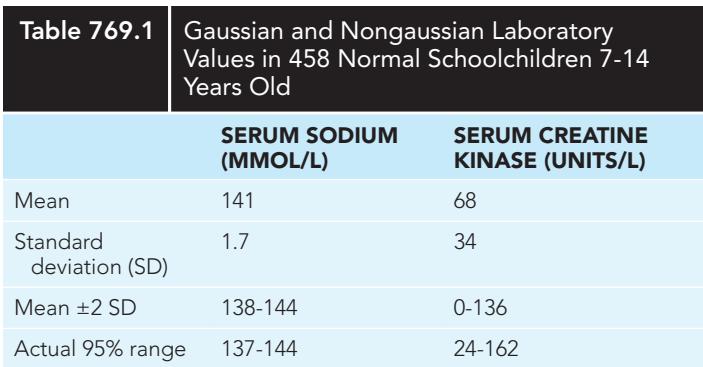 Table 769.1
Gaussian and Nongaussian Laboratory
Values in 458 Normal Schoolchildren 7-14
Years Old
SERUM SODIUM (MMOL/L) SERUM CREATINE KINASE (UNITS/L)
Mean 141 68
Standard deviation (SD) 1.7 34
Mean ±2 SD 138-144 0-136
Actual 95% range 137-144 24-162